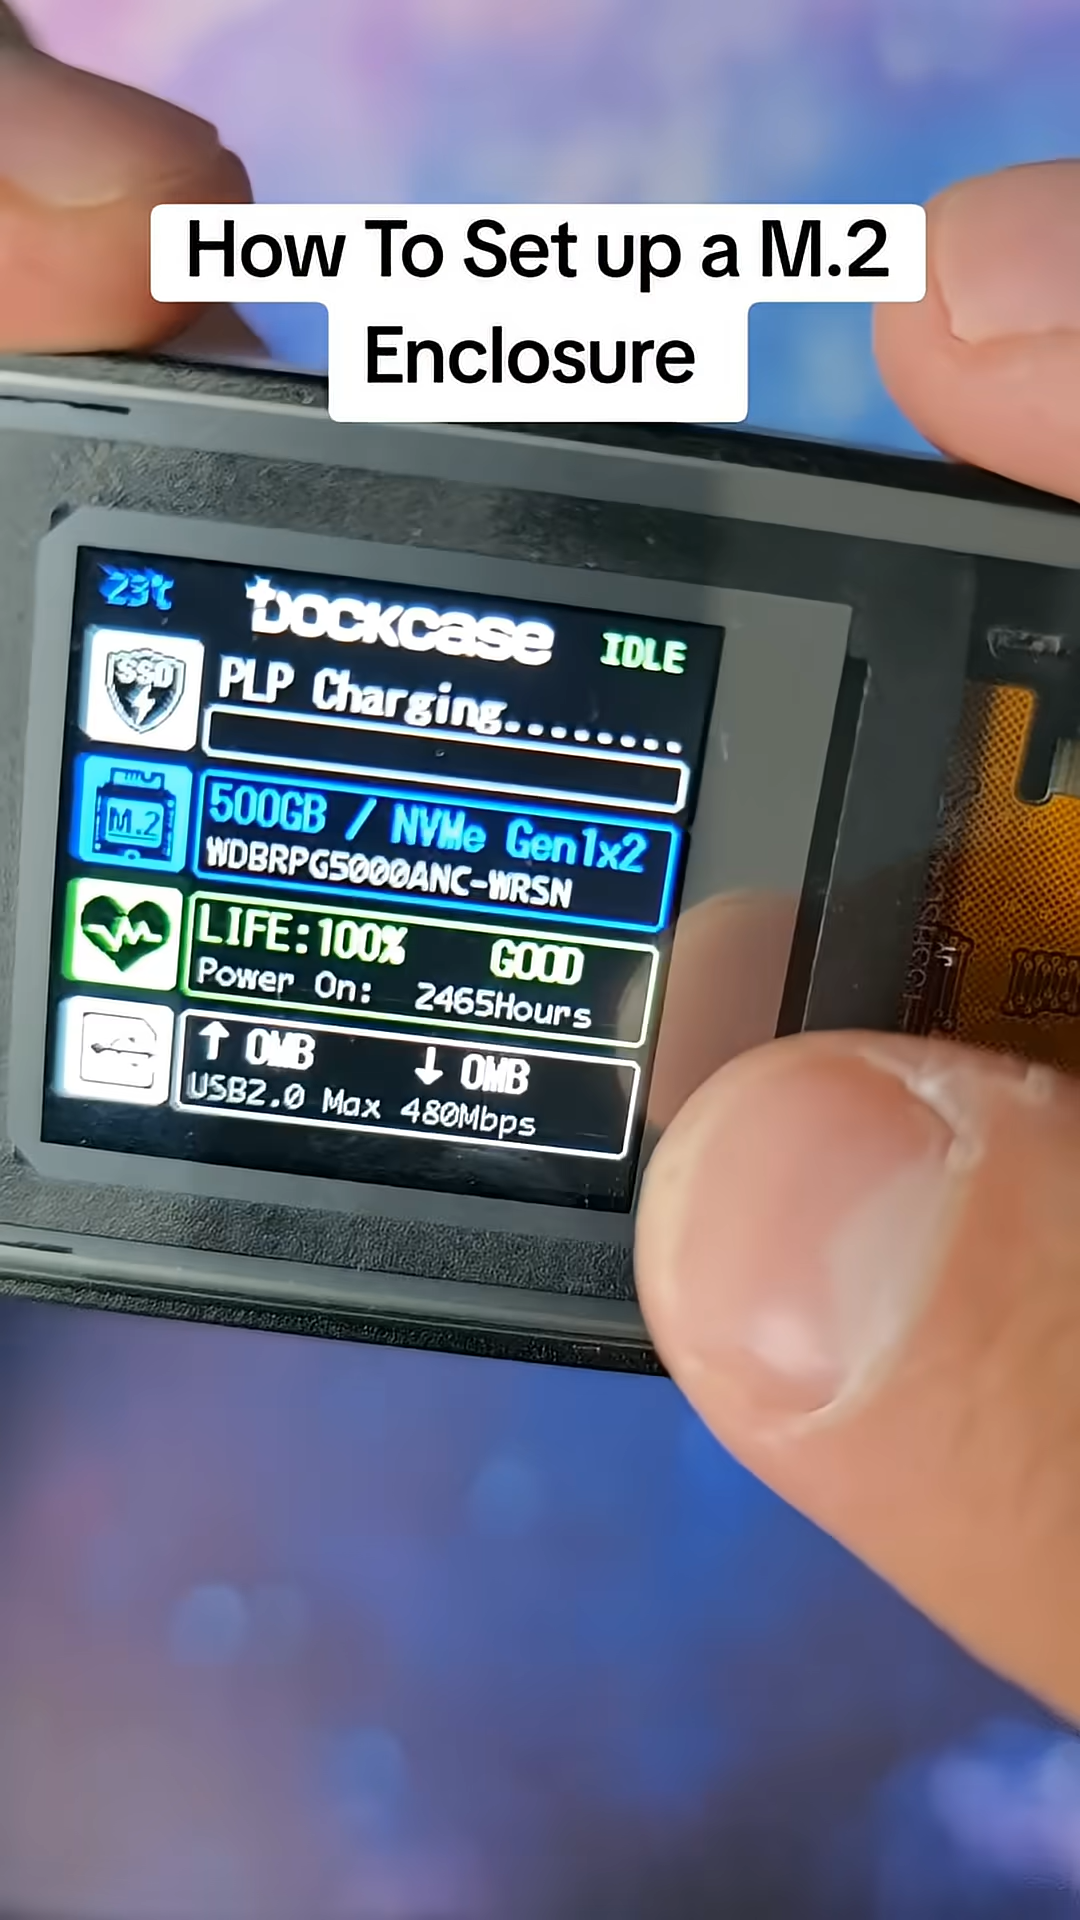 How To Set up a M.2
Enclosure
23℃
DOCKCASE
IDLE
SSD
PLP Charging........
M.2
500GB / NVMe Gen1x2
WDBRPG5000ANC-WRSN
LIFE:100% GOOD
Power On: 2465Hours
↑ 0MB ↓ 0MB
USB2.0 Max 480Mbps